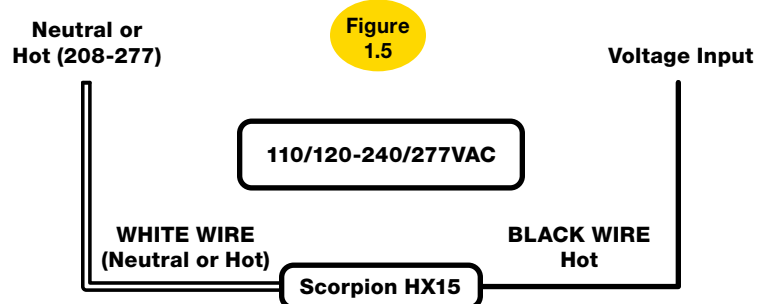 Neutral or
Hot (208-277)
Figure
1.5
Voltage Input
110/120-240/277VAC
WHITE WIRE
(Neutral or Hot)
BLACK WIRE
Hot
Scorpion HX15